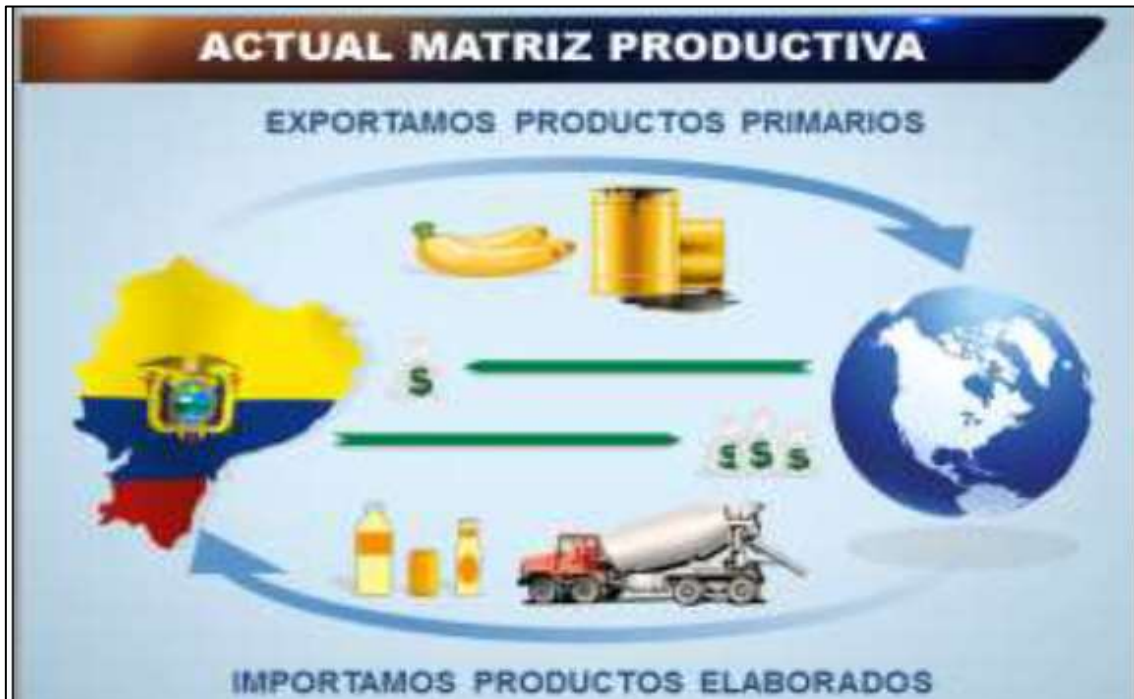 ACTUAL MATRIZ PRODUCTIVA
EXPORTAMOS PRODUCTOS PRIMARIOS
$
$ $ $
IMPORTAMOS PRODUCTOS ELABORADOS